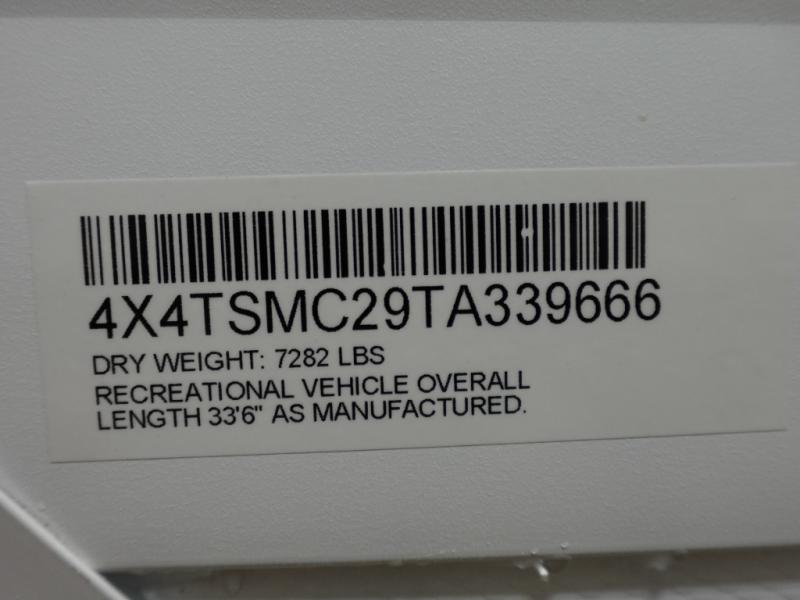 4X4TSMC29TA339666
DRY WEIGHT: 7282 LBS
RECREATIONAL VEHICLE OVERALL
LENGTH 33'6" AS MANUFACTURED.